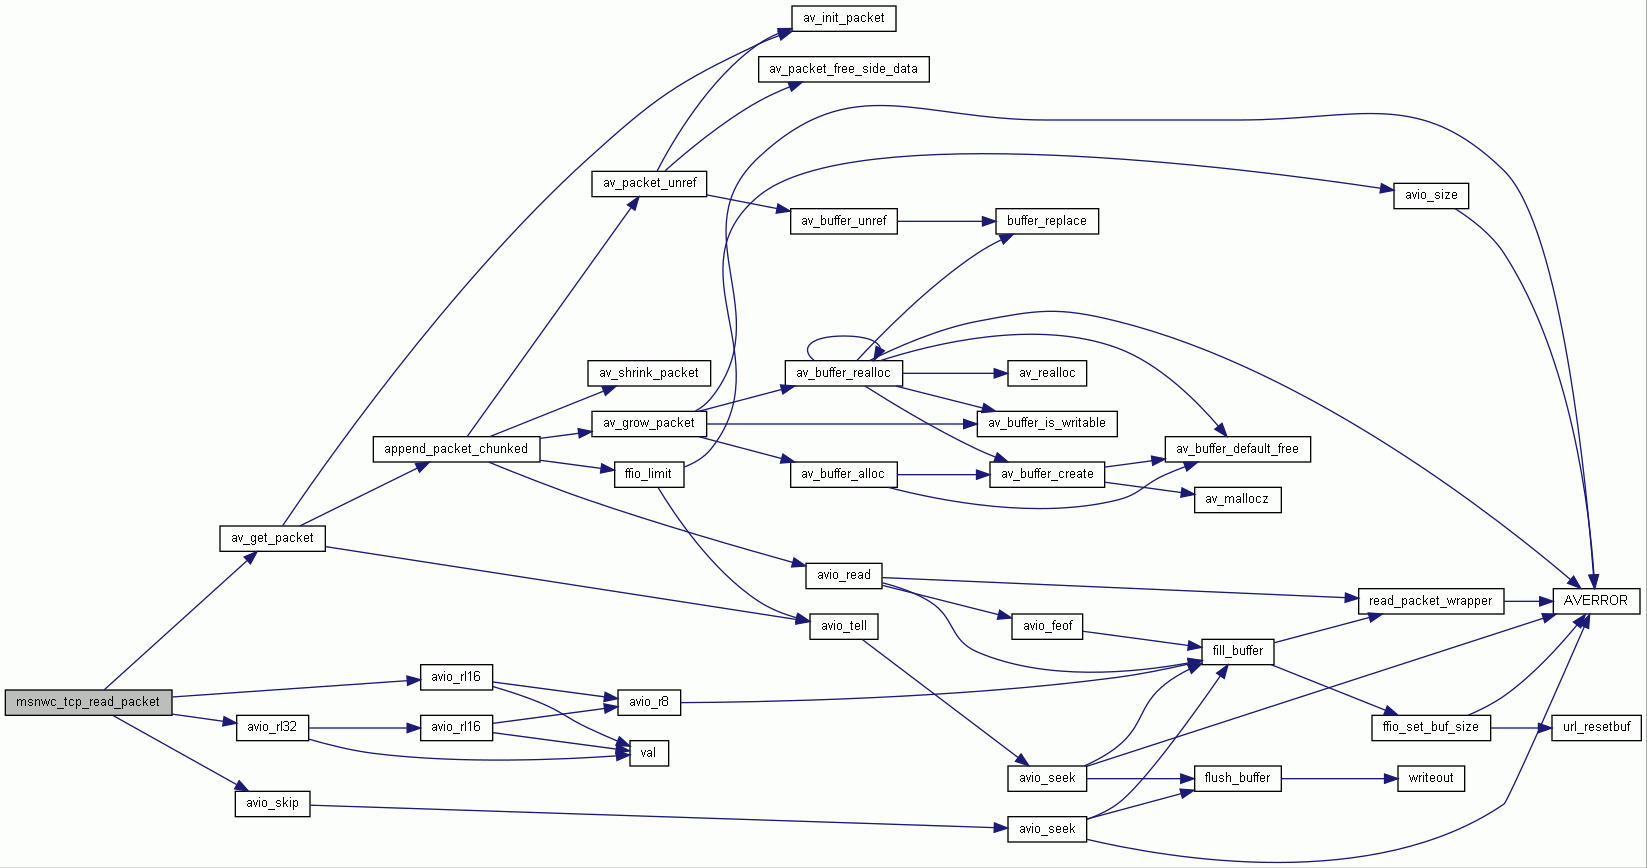 av_init_packet
av_packet_free_side_data
av_packet_unref
avio_size
av_buffer_unref
buffer_replace
av_shrink_packet
av_buffer_realloc
av_realloc
av_grow_packet
av_buffer_is_writable
append_packet_chunked
av_buffer_default_free
ffio_limit
av_buffer_alloc
av_buffer_create
av_mallocz
av_get_packet
avio_read
read_packet_wrapper
AVERROR
avio_tell
avio_feof
fill_buffer
avio_rl16
msnwc_tcp_read_packet
avio_r8
avio_rl32
avio_rl16
ffio_set_buf_size
url_resetbuf
val
avio_seek
flush_buffer
writeout
avio_skip
avio_seek